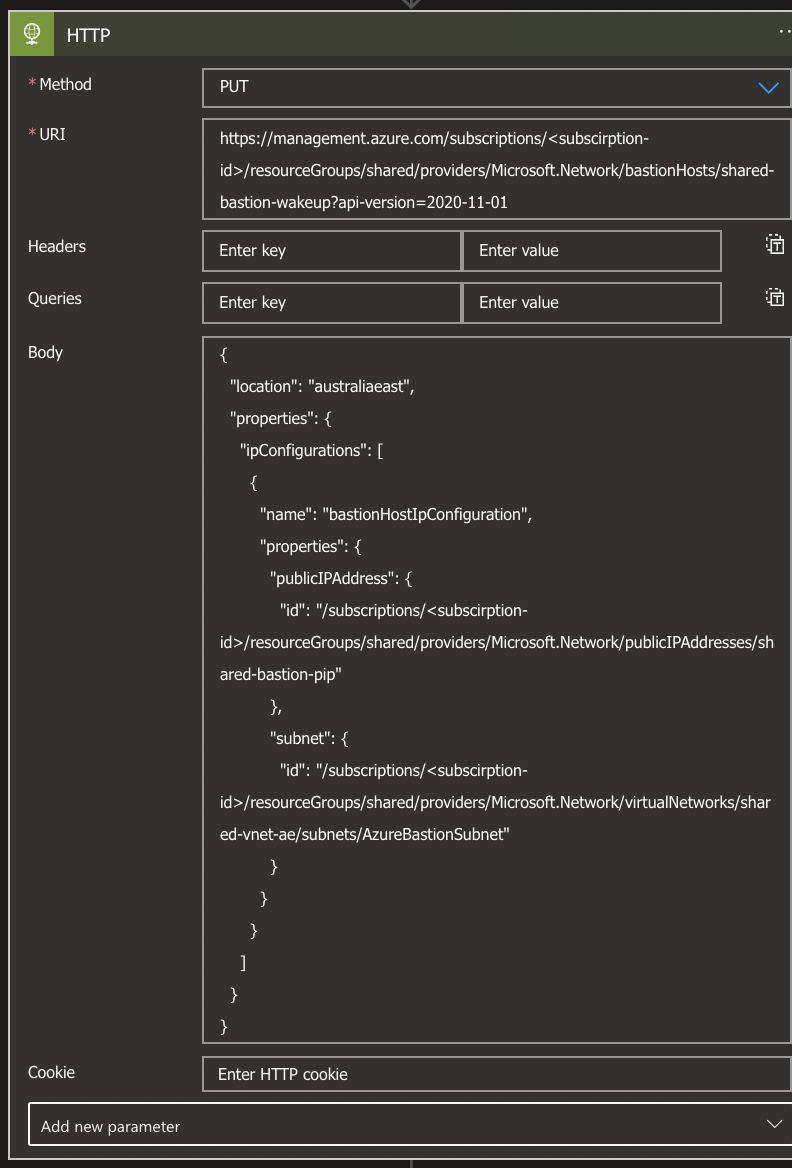 HTTP
* Method
PUT
* URI
https://management.azure.com/subscriptions/<subscirption-
id>/resourceGroups/shared/providers/Microsoft.Network/bastionHosts/shared-
bastion-wakeup?api-version=2020-11-01
Headers
Enter key
Enter value
Queries
Enter key
Enter value
Body
{
"location": "australiaeast",
"properties": {
"ipConfigurations": [
{
"name": "bastionHostIpConfiguration",
"properties": {
"publicIPAddress": {
"id": "/subscriptions/<subscirption-
id>/resourceGroups/shared/providers/Microsoft.Network/publicIPAddresses/sh
ared-bastion-pip"
},
"subnet": {
"id": "/subscriptions/<subscirption-
id>/resourceGroups/shared/providers/Microsoft.Network/virtualNetworks/shar
ed-vnet-ae/subnets/AzureBastionSubnet"
}
}
}
]
}
}
Cookie
Enter HTTP cookie
Add new parameter